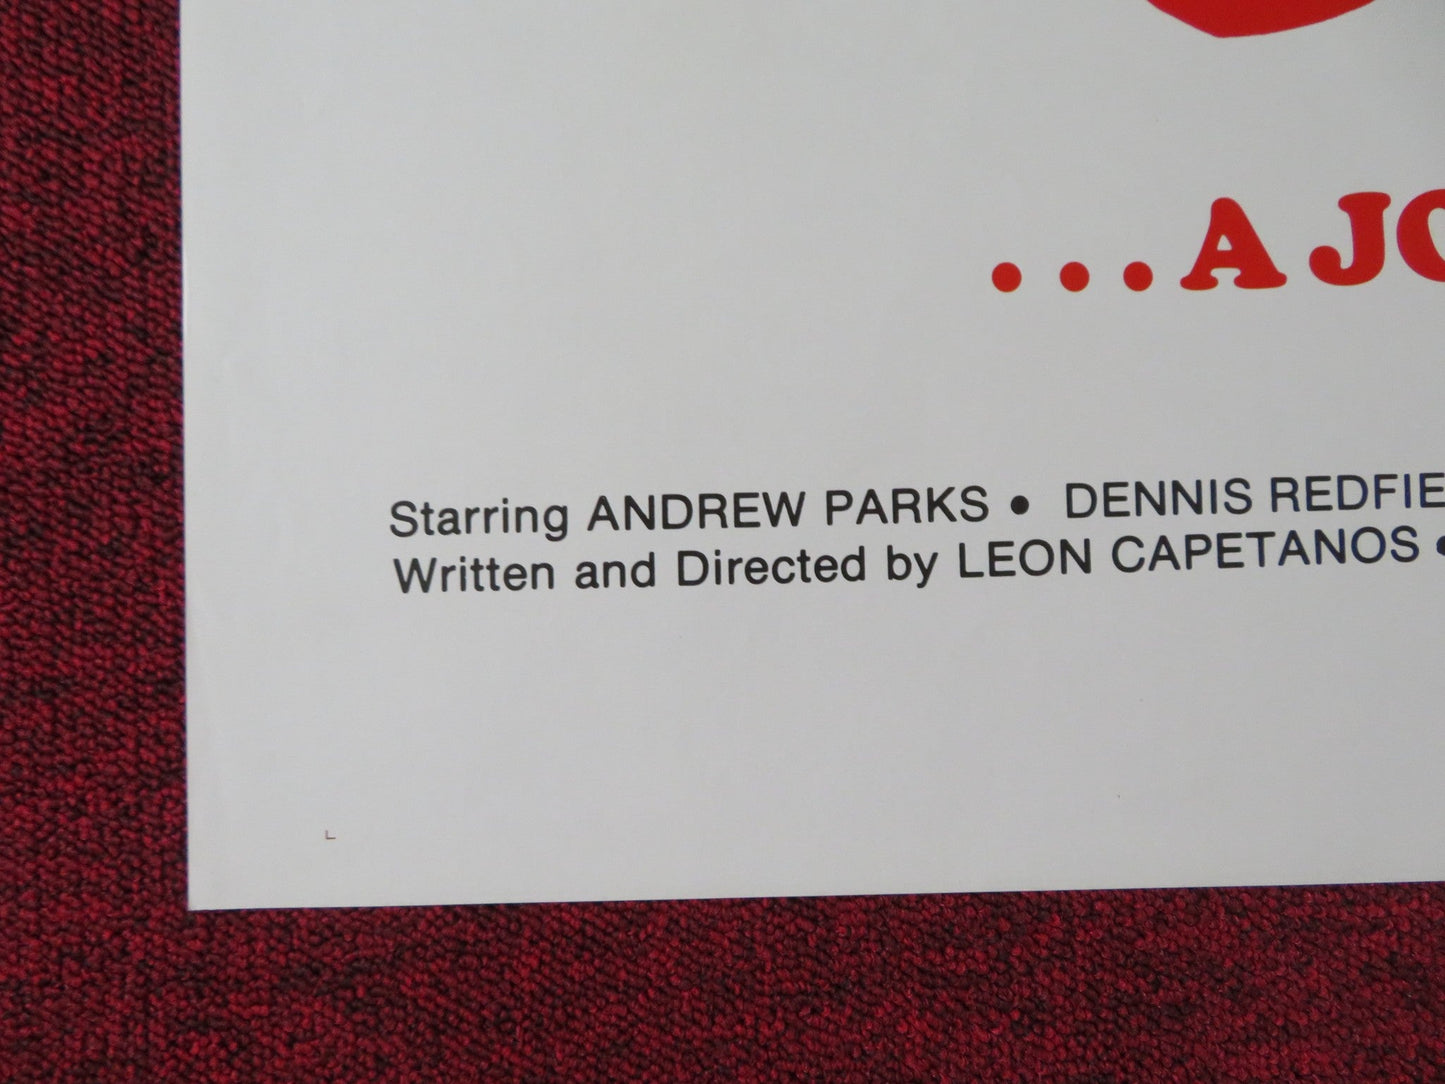 ...A JO
Starring ANDREW PARKS • DENNIS REDFIE
Written and Directed by LEON CAPETANOS •